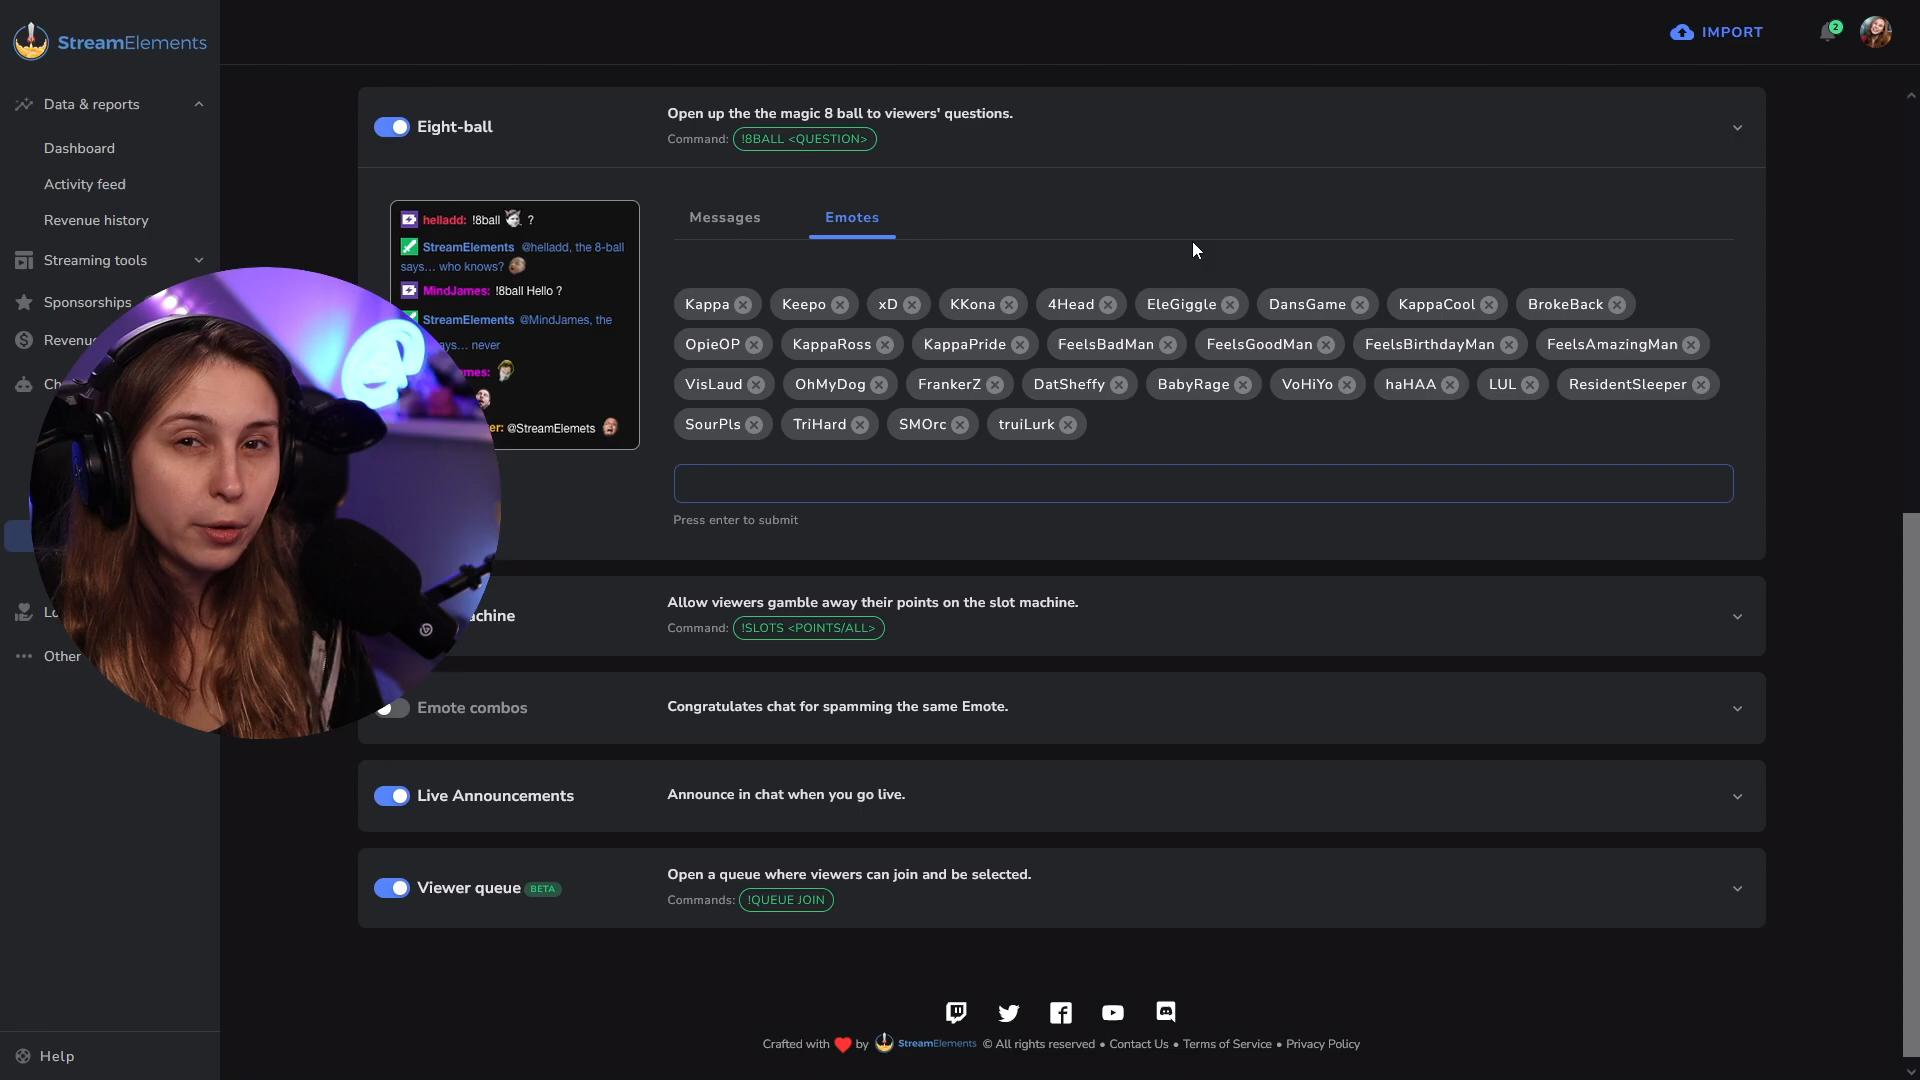 StreamElements
IMPORT
2
Data & reports
Dashboard
Activity feed
Revenue history
Streaming tools
Sponsorships
Other
Help
Eight-ball
Open up the the magic 8 ball to viewers' questions.
Command: !8BALL <QUESTION>
helladd: !8ball ?
StreamElements @helladd, the 8-ball
says... who knows?
MindJames: !8ball Hello ?
StreamElements @MindJames, the
never
@StreamElemets
Messages
Emotes
Kappa Keepo xD KKona 4Head EleGiggle DansGame KappaCool BrokeBack
OpieOP KappaRoss KappaPride FeelsBadMan FeelsGoodMan FeelsBirthdayMan FeelsAmazingMan
VisLaud OhMyDog FrankerZ DatSheffy BabyRage VoHiYo haHAA LUL ResidentSleeper
SourPls TriHard SMOrc truiLurk
Press enter to submit
Allow viewers gamble away their points on the slot machine.
Command: !SLOTS <POINTS/ALL>
Emote combos
Congratulates chat for spamming the same Emote.
Live Announcements
Announce in chat when you go live.
Viewer queue BETA
Open a queue where viewers can join and be selected.
Commands: !QUEUE JOIN
Crafted with by StreamElements © All rights reserved • Contact Us • Terms of Service • Privacy Policy